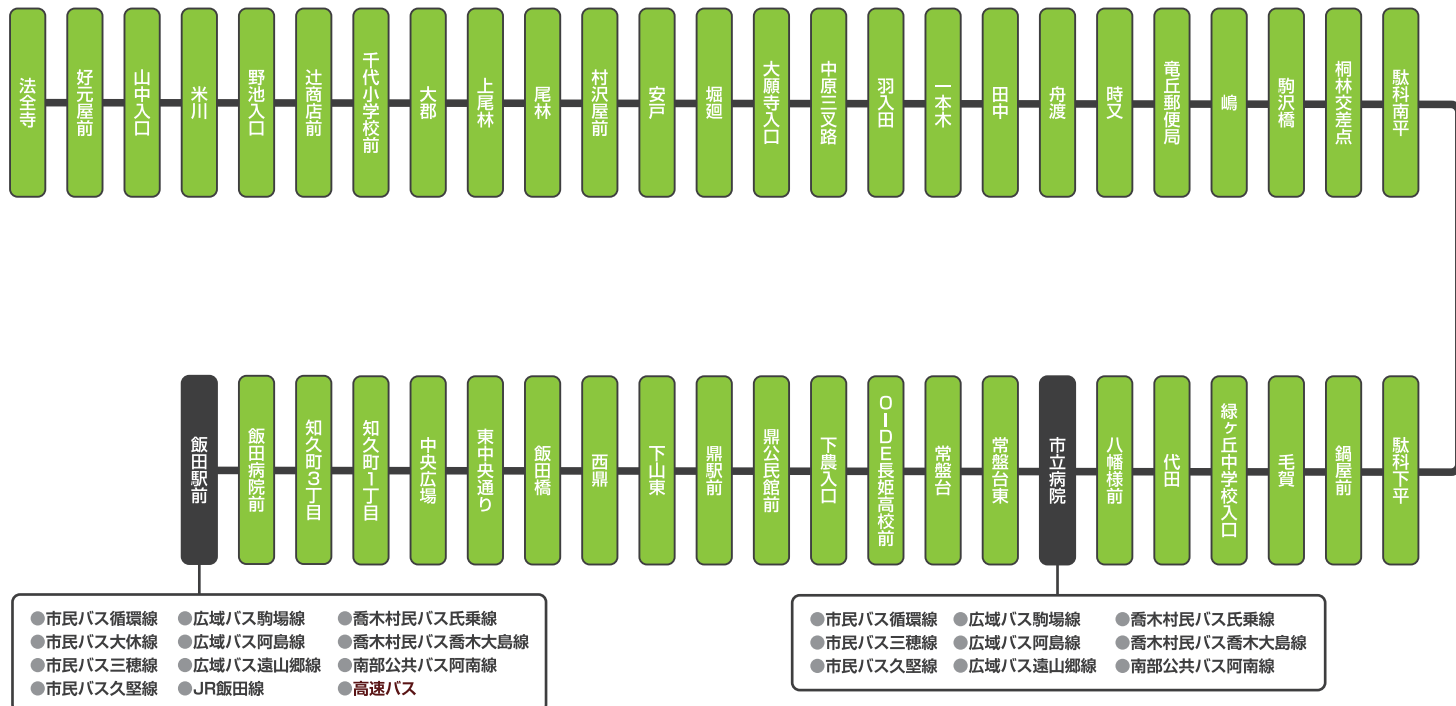 法全寺
好元屋前
山中入口
米川
野池入口
辻商店前
千代小学校前
大郡
上尾林
尾林
村沢屋前
安戸
堀廻
大願寺入口
中原三叉路
羽入田
一本木
田中
舟渡
時又
竜丘郵便局
嶋
駒沢橋
桐林交差点
駄科南平
駄科下平
鍋屋前
毛賀
緑ヶ丘中学校入口
代田
八幡様前
市立病院
常盤台東
常盤台
OIDE長姫高校前
下農入口
鼎公民館前
鼎駅前
下山東
西鼎
飯田橋
東中央通り
中央広場
知久町1丁目
知久町3丁目
飯田病院前
飯田駅前
●市民バス循環線 ●広域バス駒場線 ●喬木村民バス氏乗線
●市民バス大休線 ●広域バス阿島線 ●喬木村民バス喬木大島線
●市民バス三穂線 ●広域バス遠山郷線 ●南部公共バス阿南線
●市民バス久堅線 ●JR飯田線 ●高速バス
●市民バス循環線 ●広域バス駒場線 ●喬木村民バス氏乗線
●市民バス三穂線 ●広域バス阿島線 ●喬木村民バス喬木大島線
●市民バス久堅線 ●広域バス遠山郷線 ●南部公共バス阿南線